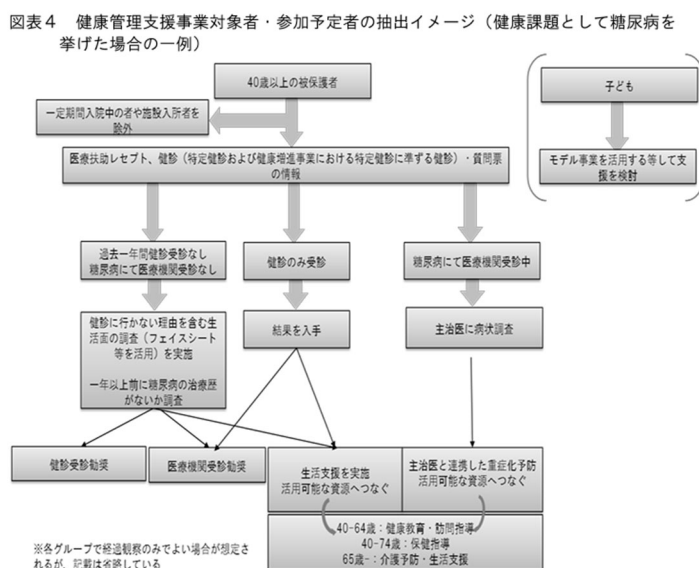 図表４　健康管理支援事業対象者・参加予定者の抽出イメージ（健康課題として糖尿病を
挙げた場合の一例）
40歳以上の被保護者
一定期間入院中の者や施設入所者を
除外
医療扶助レセプト、健診（特定健診および健康増進事業における特定健診に準ずる健診）・質問票
の情報
子ども
モデル事業を活用する等して支
援を検討
過去一年間健診受診なし
糖尿病にて医療機関受診なし
健診のみ受診
糖尿病にて医療機関受診中
健診に行かない理由を含む生
活面の調査（フェイスシート
等を活用）を実施
一年以上前に糖尿病の治療歴
がないか調査
結果を入手
主治医に病状調査
健診受診勧奨
医療機関受診勧奨
生活支援を実施
活用可能な資源へつなぐ
主治医と連携した重症化予防
活用可能な資源へつなぐ
40-64歳：健康教育・訪問指導
40-74歳：保健指導
65歳-：介護予防・生活支援
※各グループで経過観察のみでよい場合が想定さ
れるが、記載は省略している